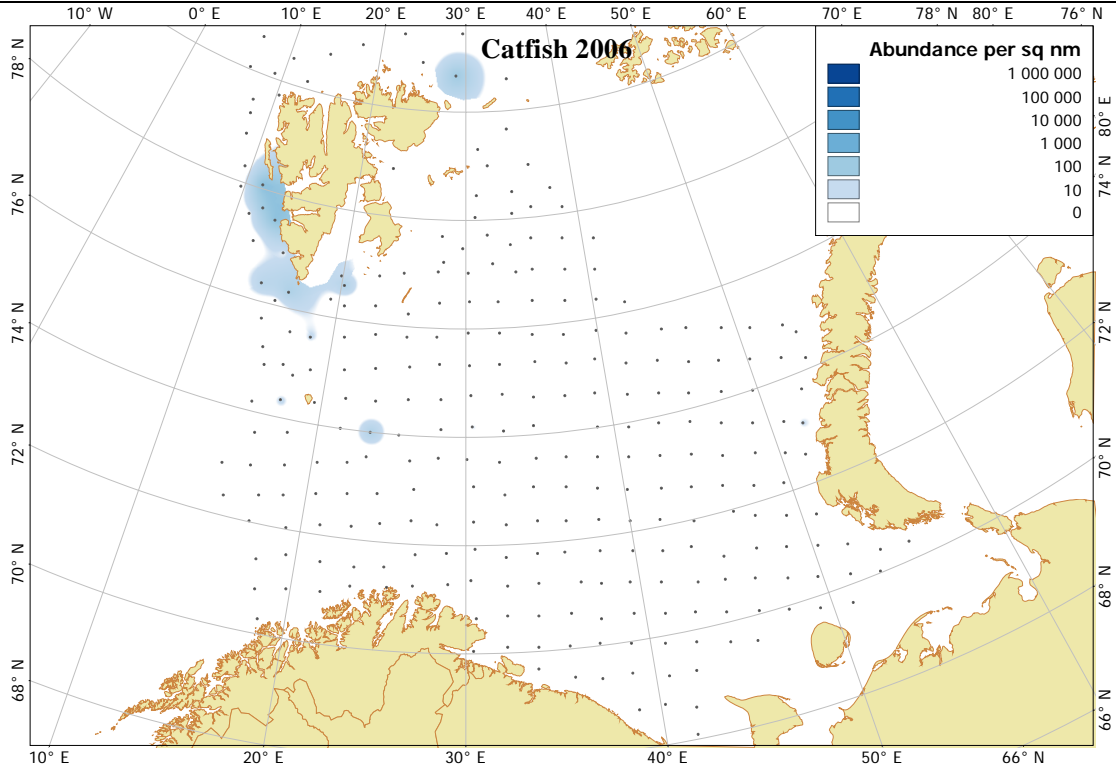 10° W 0° E 10° E 20° E 30° E 40° E 50° E 60° E 70° E 78° N 80° E 76° N
Catfish 2006
Abundance per sq nm
1 000 000
100 000
10 000
1 000
100
10
0
78° N
76° N
74° N
72° N
70° N
68° N
80° E
74° N
72° N
70° N
68° N
66° N
10° E 20° E 30° E 40° E 50° E 66° N